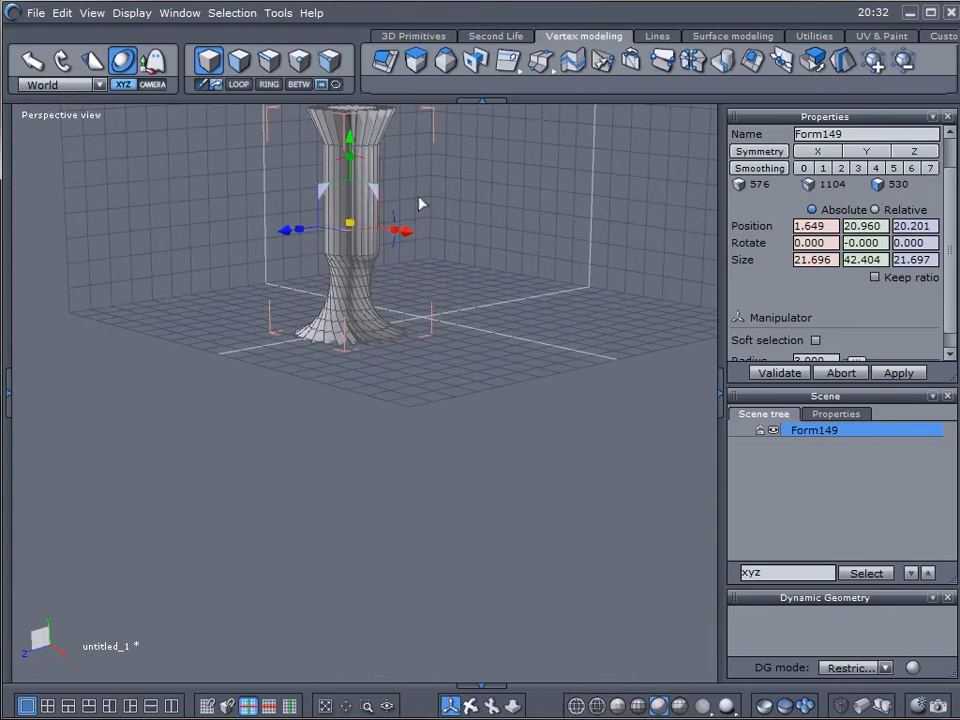 File Edit View Display Window Selection Tools Help 20:32
3D Primitives Second Life Vertex modeling Lines Surface modeling Utilities UV & Paint Custo
World XYZ CAMERA LOOP RING BETW
Perspective view
Properties
Name Form149
Symmetry X Y Z
Smoothing 0 1 2 3 4 5 6 7
576 1104 530
Absolute Relative
Position 1.649 20.960 20.201
Rotate 0.000 -0.000 0.000
Size 21.696 42.404 21.697
Keep ratio
Manipulator
Soft selection
Radius 3.000
Validate Abort Apply
Scene
Scene tree Properties
Form149
xyz Select
Dynamic Geometry
DG mode: Restric...
Y
Z X
untitled_1 *